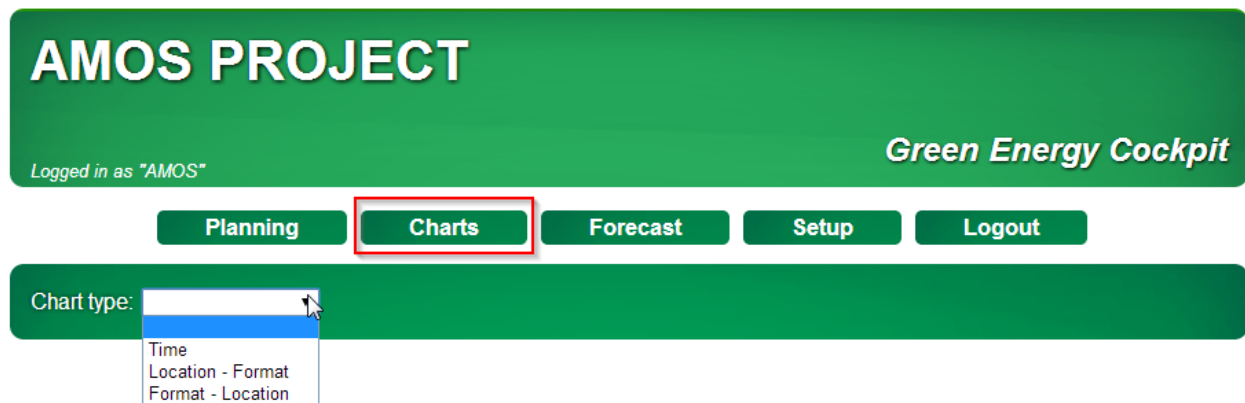 AMOS PROJECT
Green Energy Cockpit
Logged in as "AMOS"
Planning Charts Forecast Setup Logout
Chart type:
Time
Location - Format
Format - Location